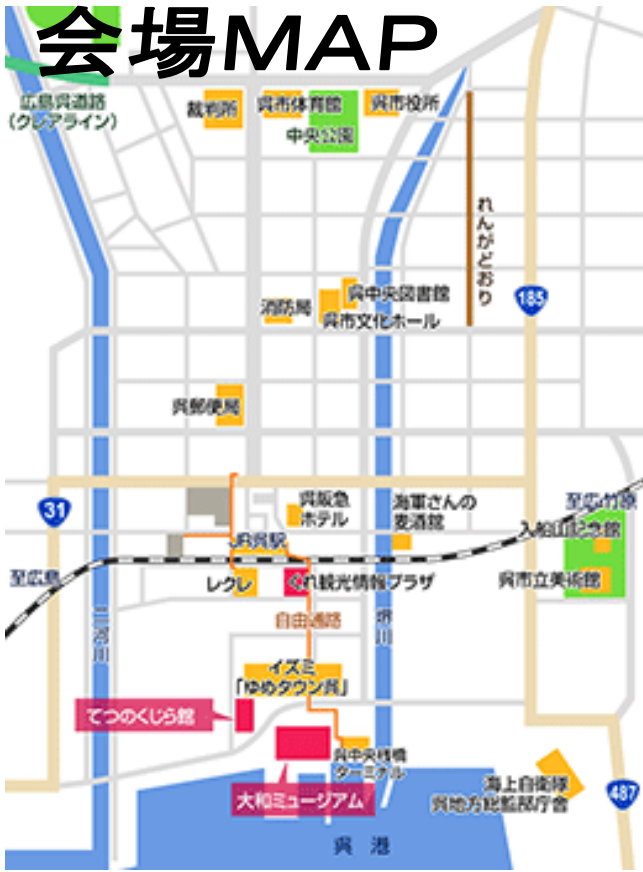 会場MAP
広島呉道路
(クレアライン)
裁判所
呉市体育館
呉市役所
中央公園
れんがどおり
呉中央図書館
消防局
呉市文化ホール
185
呉郵便局
31
呉阪急
ホテル
海軍さんの
麦酒館
至広竹原
入船山記念館
JR呉駅
至広島
レクレ
くれ観光情報プラザ
呉市立美術館
自由通路
堺川
二河川
イズミ
「ゆめタウン呉」
てつのくじら館
呉中央桟橋
ターミナル
大和ミュージアム
海上自衛隊
呉地方総監部庁舎
487
呉 港